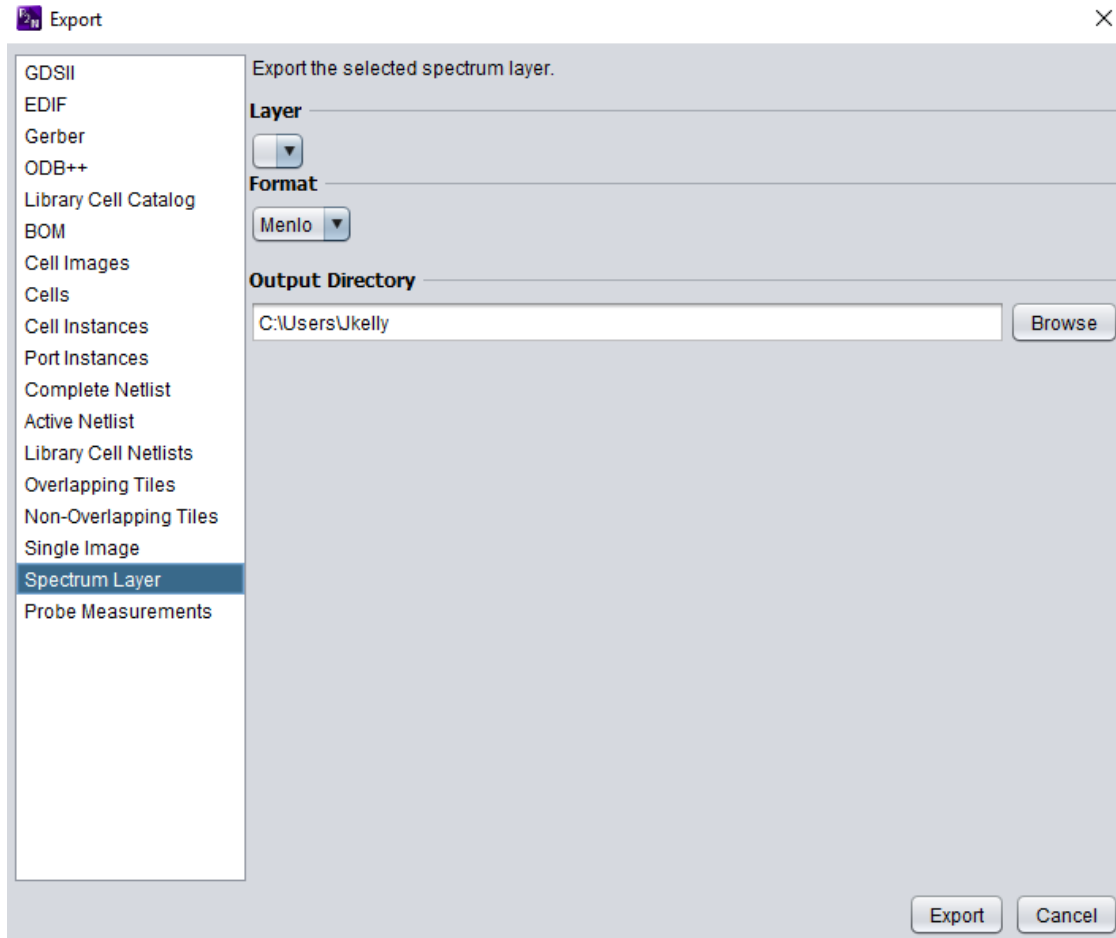 P2N Export
GDSII
EDIF
Gerber
ODB++
Library Cell Catalog
BOM
Cell Images
Cells
Cell Instances
Port Instances
Complete Netlist
Active Netlist
Library Cell Netlists
Overlapping Tiles
Non-Overlapping Tiles
Single Image
Spectrum Layer
Probe Measurements
Export the selected spectrum layer.
Layer
Format
Menlo
Output Directory
C:\Users\Jkelly
Browse
Export
Cancel